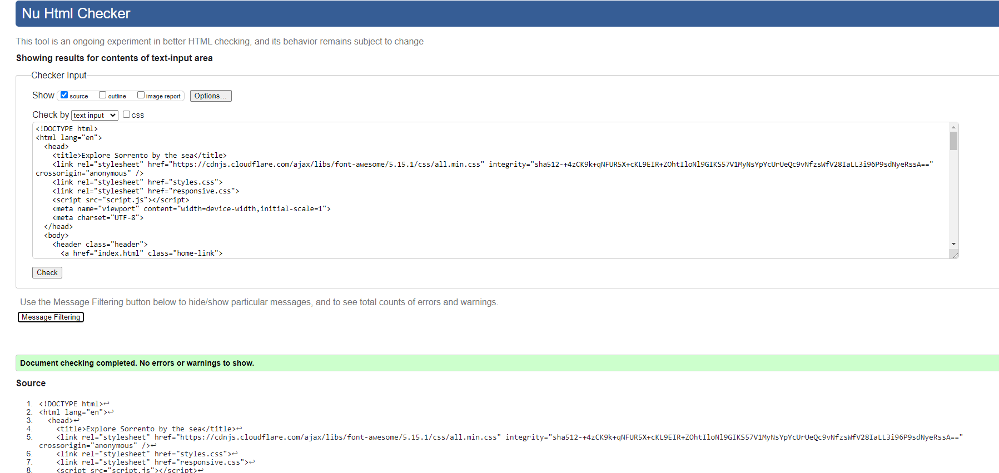 Nu Html Checker
This tool is an ongoing experiment in better HTML checking, and its behavior remains subject to change
Showing results for contents of text-input area
Checker Input
Show source outline image report Options...
Check by text input css
<!DOCTYPE html>
<html lang="en">
  <head>
    <title>Explore Sorrento by the sea</title>
    <link rel="stylesheet" href="https://cdnjs.cloudflare.com/ajax/libs/font-awesome/5.15.1/css/all.min.css" integrity="sha512-+4zCK9k+qNFUR5X+cKL9EIR+ZOhtIloNl9GIKS57V1MyNsYpYcUrUeQc9vNfzsWfV28IaLL3i96P9sdNyeRssA=="
crossorigin="anonymous" />
    <link rel="stylesheet" href="styles.css">
    <link rel="stylesheet" href="responsive.css">
    <script src="script.js"></script>
    <meta name="viewport" content="width=device-width,initial-scale=1">
    <meta charset="UTF-8">
  </head>
  <body>
    <header class="header">
      <a href="index.html" class="home-link">
Check
Use the Message Filtering button below to hide/show particular messages, and to see total counts of errors and warnings.
Message Filtering
Document checking completed. No errors or warnings to show.
Source
1. <!DOCTYPE html>↩
2. <html lang="en">↩
3.   <head>↩
4.     <title>Explore Sorrento by the sea</title>↩
5.     <link rel="stylesheet" href="https://cdnjs.cloudflare.com/ajax/libs/font-awesome/5.15.1/css/all.min.css" integrity="sha512-+4zCK9k+qNFUR5X+cKL9EIR+ZOhtIloNl9GIKS57V1MyNsYpYcUrUeQc9vNfzsWfV28IaLL3i96P9sdNyeRssA=="
crossorigin="anonymous" />↩
6.     <link rel="stylesheet" href="styles.css">↩
7.     <link rel="stylesheet" href="responsive.css">↩
8.     <script src="script.js"></script>↩